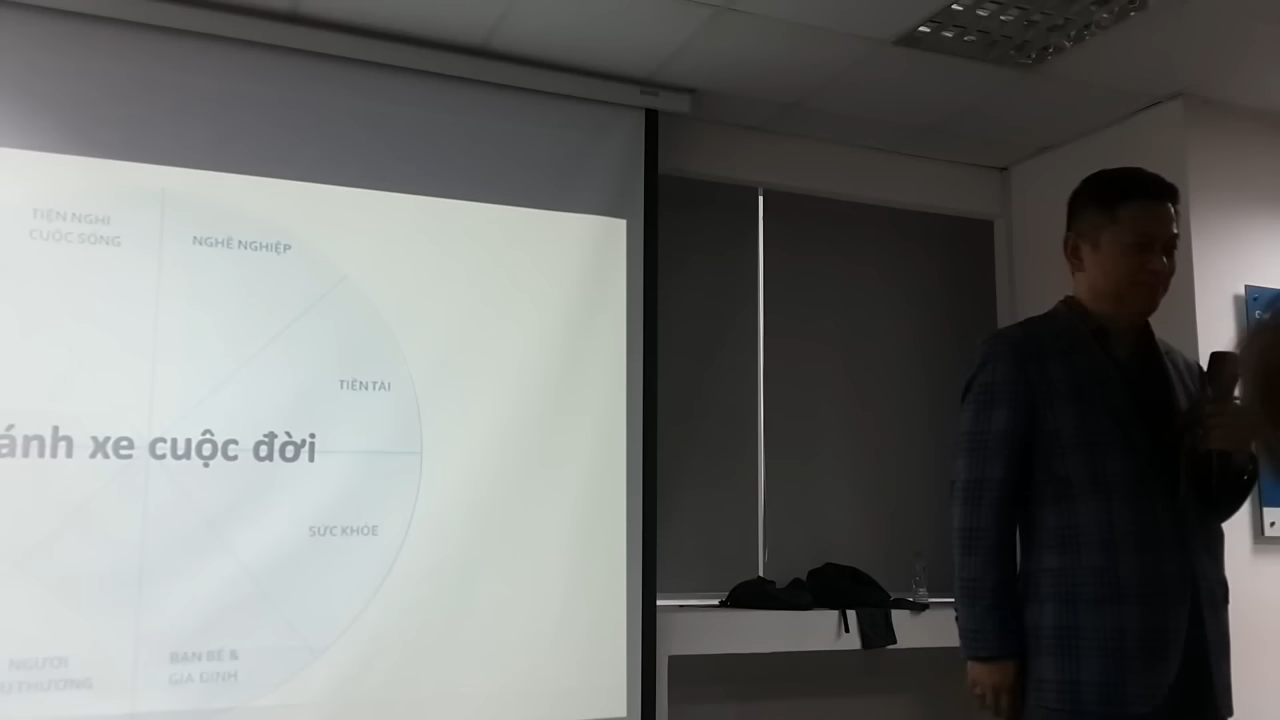 TIỆN NGHI
CUỘC SỐNG
NGHỀ NGHIỆP
TIỀN TÀI
ánh xe cuộc đời
SỨC KHỎE
NGƯỜI
THƯƠNG
BẠN BÈ &
GIA ĐÌNH